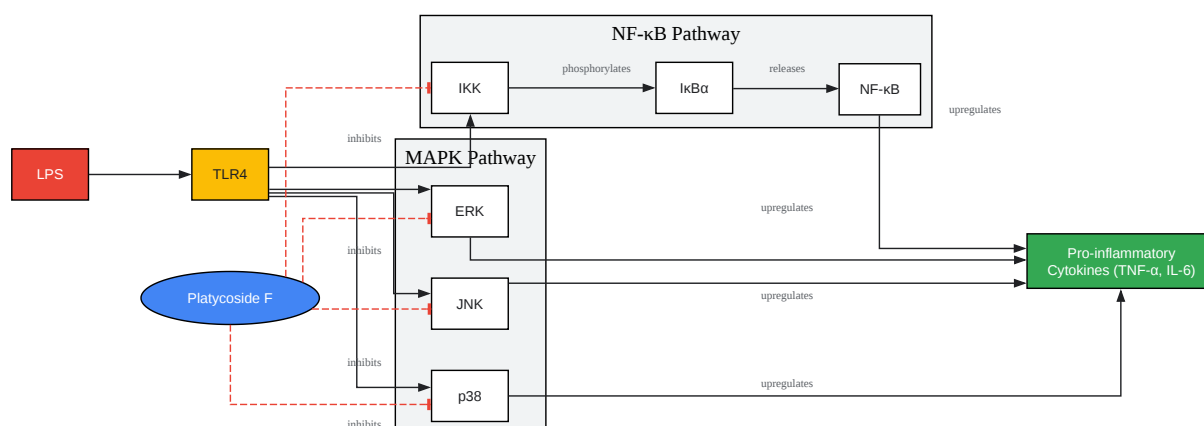 NF-κB Pathway
phosphorylates
releases
IKK
IκBα
NF-κB
upregulates
inhibits
MAPK Pathway
LPS
TLR4
ERK
upregulates
inhibits
Pro-inflammatory
Cytokines (TNF-α, IL-6)
Platycoside F
JNK
upregulates
inhibits
p38
upregulates
inhibits